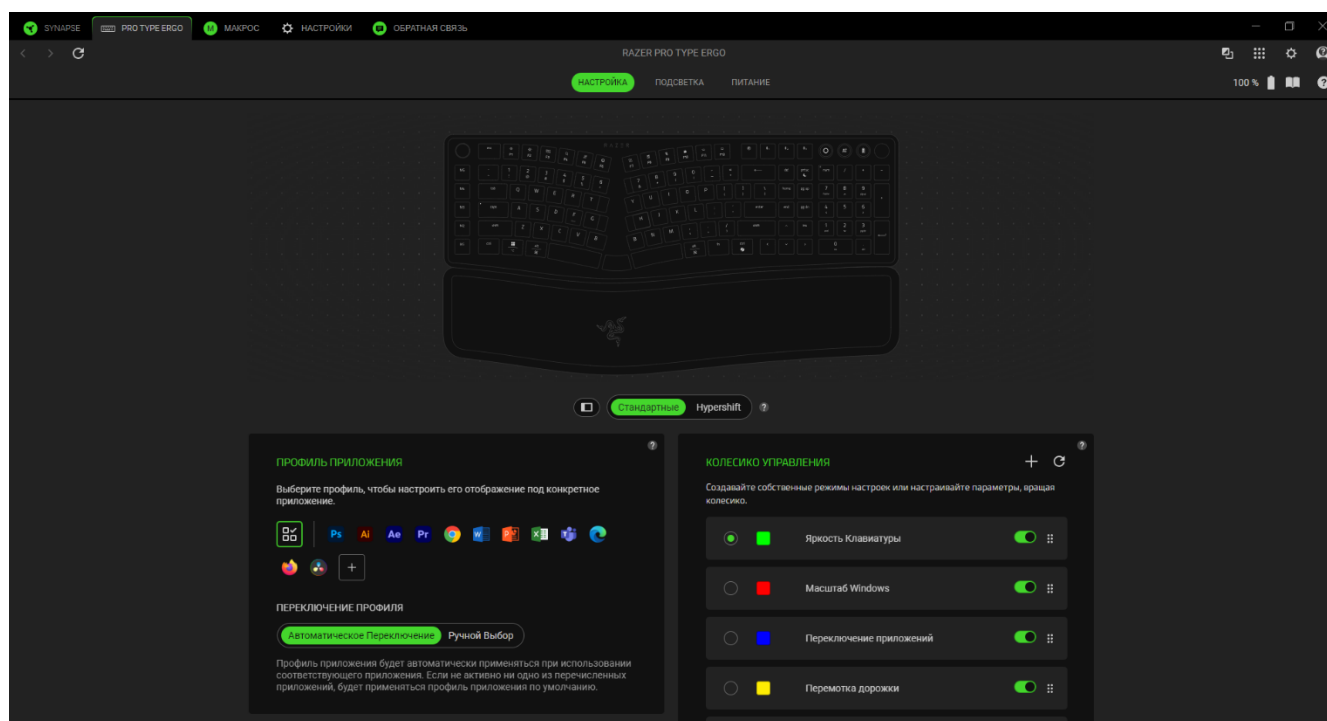 SYNAPSE PRO TYPE ERGO M МАКРОС НАСТРОЙКИ ОБРАТНАЯ СВЯЗЬ
RAZER PRO TYPE ERGO
НАСТРОЙКА ПОДСВЕТКА ПИТАНИЕ
100 %
RAZER
Стандартные Hypershift ?
ПРОФИЛЬ ПРИЛОЖЕНИЯ
Выберите профиль, чтобы настроить его отображение под конкретное
приложение.
Ps Ai Ae Pr
ПЕРЕКЛЮЧЕНИЕ ПРОФИЛЯ
Автоматическое Переключение Ручной Выбор
Профиль приложения будет автоматически применяться при использовании
соответствующего приложения. Если не активно ни одно из перечисленных
приложений, будет применяться профиль приложения по умолчанию.
КОЛЕСИКО УПРАВЛЕНИЯ
Создавайте собственные режимы настроек или настраивайте параметры, вращая
колесико.
Яркость Клавиатуры
Масштаб Windows
Переключение приложений
Перемотка дорожки